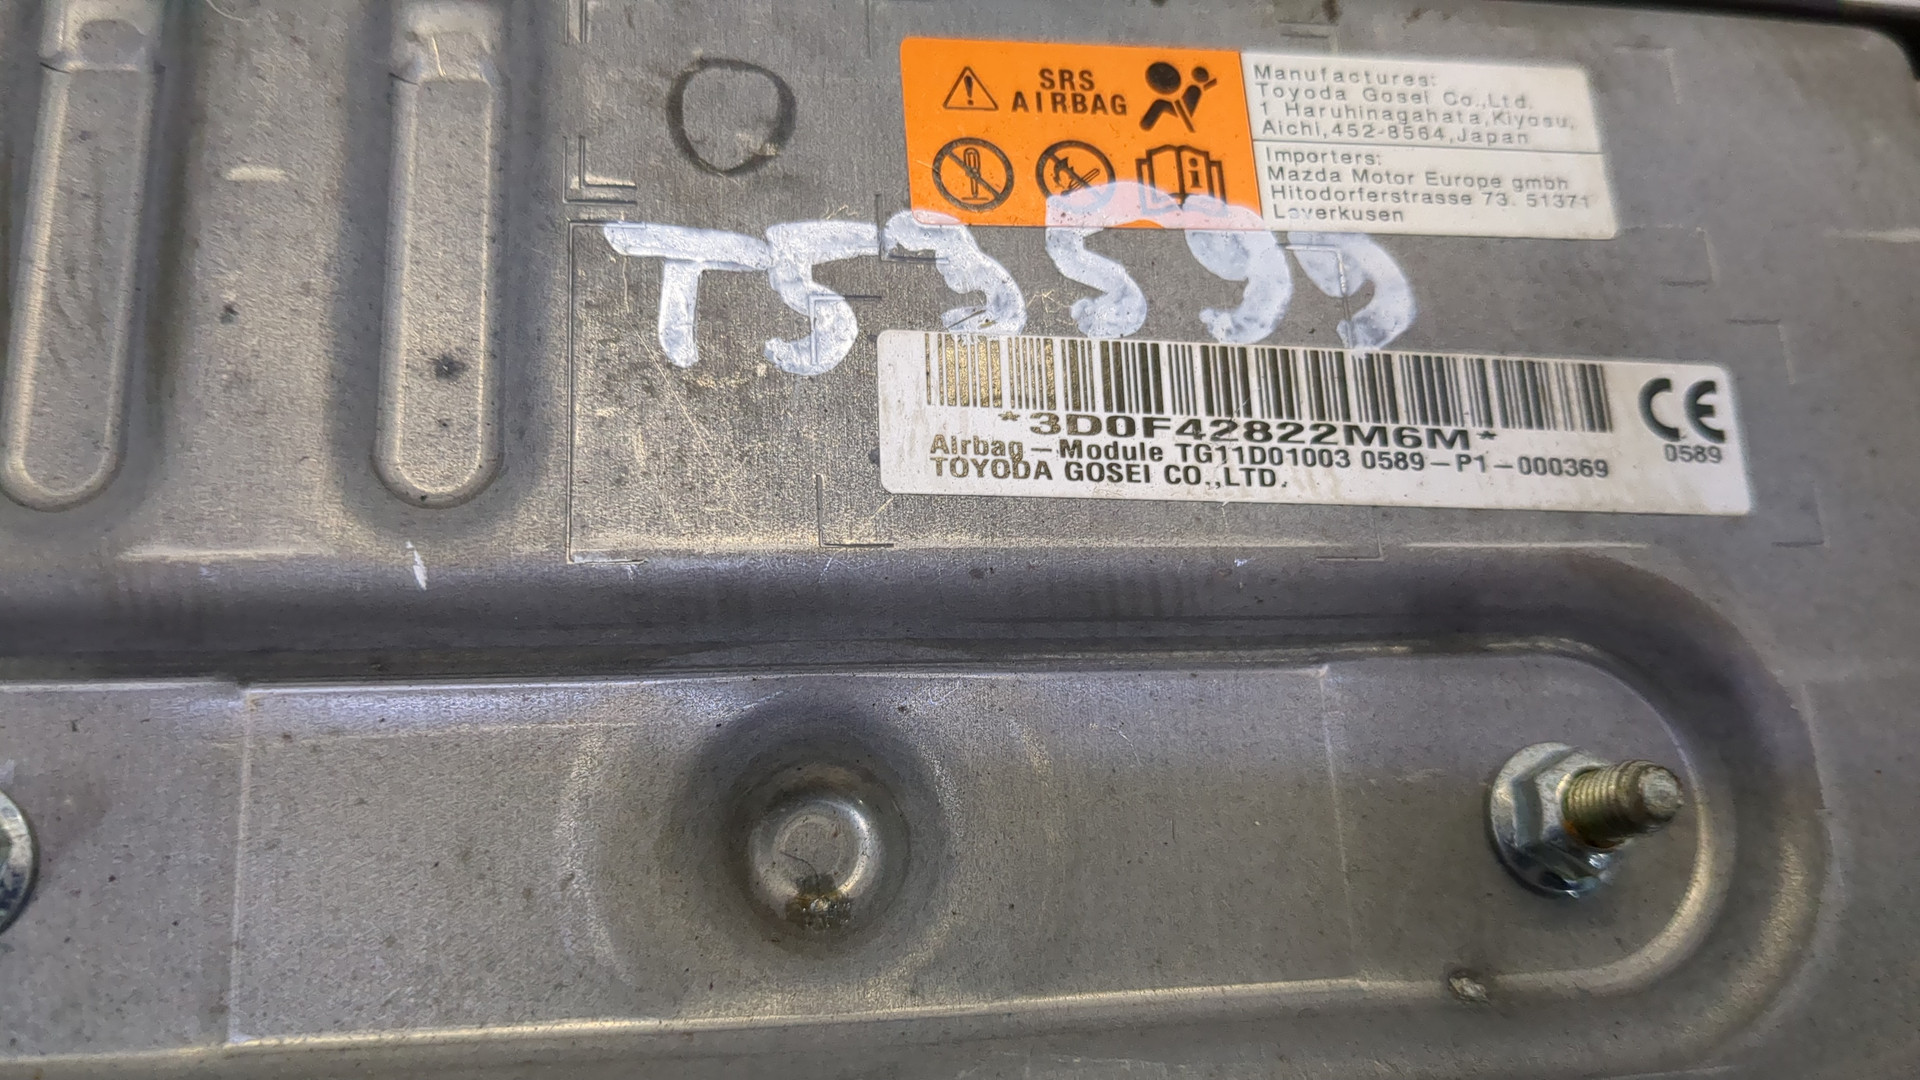 SRS
AIRBAG
Manufactures:
Toyoda Gosei Co.,Ltd.
1 Haruhinagahata,Kiyosu,
Aichi,452-8564,Japan
Importers:
Mazda Motor Europe gmbh
Hitodorferstrasse 73. 51371
Laverkusen
T53599
*3D0F42822M6M*
Airbag-Module TG11D01003 0589-P1-000369
TOYODA GOSEI CO.,LTD.
CE
0589